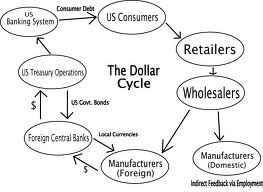 US
Banking System
Consumer Debt
US Consumers
Retailers
US Treasury Operations
The Dollar
Cycle
Wholesalers
$
US Govt. Bonds
Foreign Central Banks
Local Currencies
$
Manufacturers
(Foreign)
Manufacturers
(Domestic)
Indirect Feedback via Employment